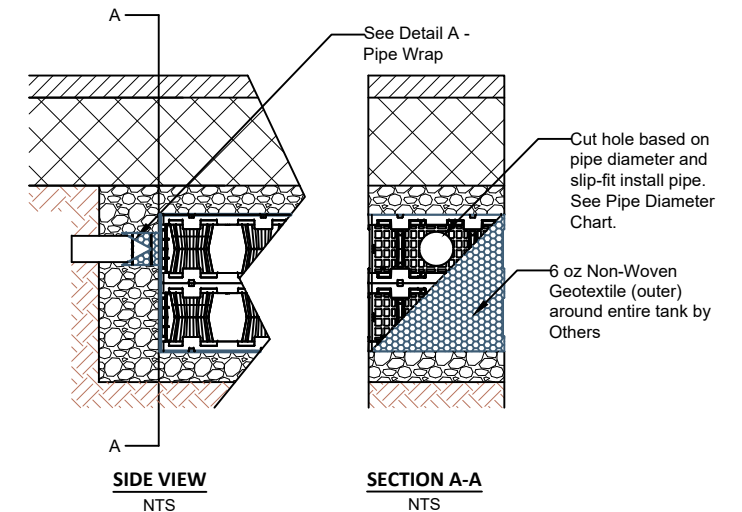 A
See Detail A -
Pipe Wrap
Cut hole based on
pipe diameter and
slip-fit install pipe.
See Pipe Diameter
Chart.
6 oz Non-Woven
Geotextile (outer)
around entire tank by
Others
A
SIDE VIEW
NTS
SECTION A-A
NTS